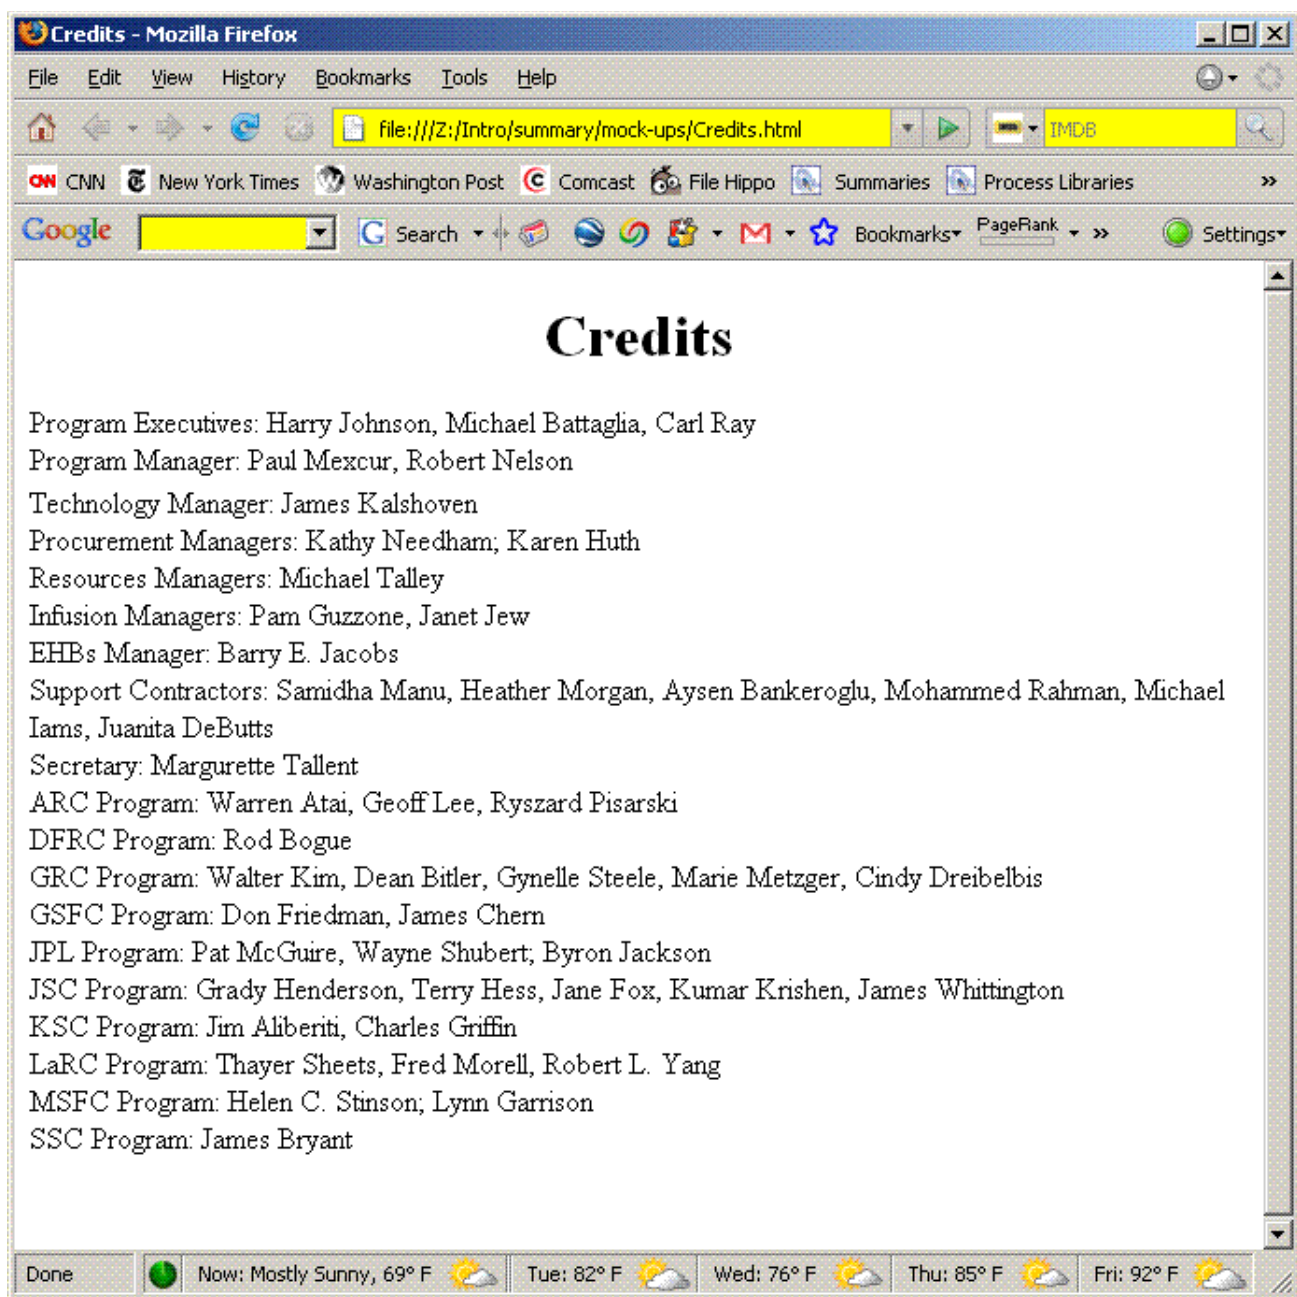 Credits - Mozilla Firefox
File Edit View History Bookmarks Tools Help
file:///Z:/Intro/summary/mock-ups/Credits.html IMDB
CNN New York Times Washington Post Comcast File Hippo Summaries Process Libraries »
Google Search Bookmarks PageRank » Settings
Credits
Program Executives: Harry Johnson, Michael Battaglia, Carl Ray
Program Manager: Paul Mexcur, Robert Nelson
Technology Manager: James Kalshoven
Procurement Managers: Kathy Needham; Karen Huth
Resources Managers: Michael Talley
Infusion Managers: Pam Guzzone, Janet Jew
EHBs Manager: Barry E. Jacobs
Support Contractors: Samidha Manu, Heather Morgan, Aysen Bankeroglu, Mohammed Rahman, Michael
Iams, Juanita DeButts
Secretary: Margurette Tallent
ARC Program: Warren Atai, Geoff Lee, Ryszard Pisarski
DFRC Program: Rod Bogue
GRC Program: Walter Kim, Dean Bitler, Gynelle Steele, Marie Metzger, Cindy Dreibelbis
GSFC Program: Don Friedman, James Chern
JPL Program: Pat McGuire, Wayne Shubert; Byron Jackson
JSC Program: Grady Henderson, Terry Hess, Jane Fox, Kumar Krishen, James Whittington
KSC Program: Jim Aliberiti, Charles Griffin
LaRC Program: Thayer Sheets, Fred Morell, Robert L. Yang
MSFC Program: Helen C. Stinson; Lynn Garrison
SSC Program: James Bryant
Done Now: Mostly Sunny, 69° F Tue: 82° F Wed: 76° F Thu: 85° F Fri: 92° F